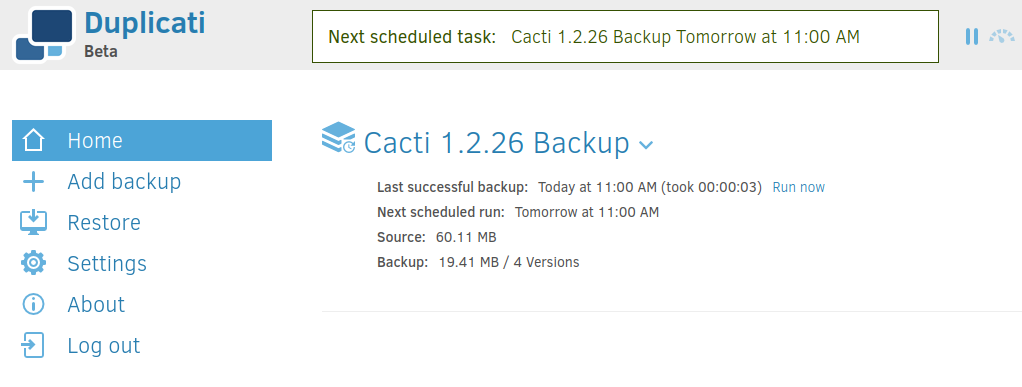 Duplicati
Beta
Next scheduled task: Cacti 1.2.26 Backup Tomorrow at 11:00 AM
Home
Add backup
Restore
Settings
About
Log out
Cacti 1.2.26 Backup
Last successful backup: Today at 11:00 AM (took 00:00:03) Run now
Next scheduled run: Tomorrow at 11:00 AM
Source: 60.11 MB
Backup: 19.41 MB / 4 Versions